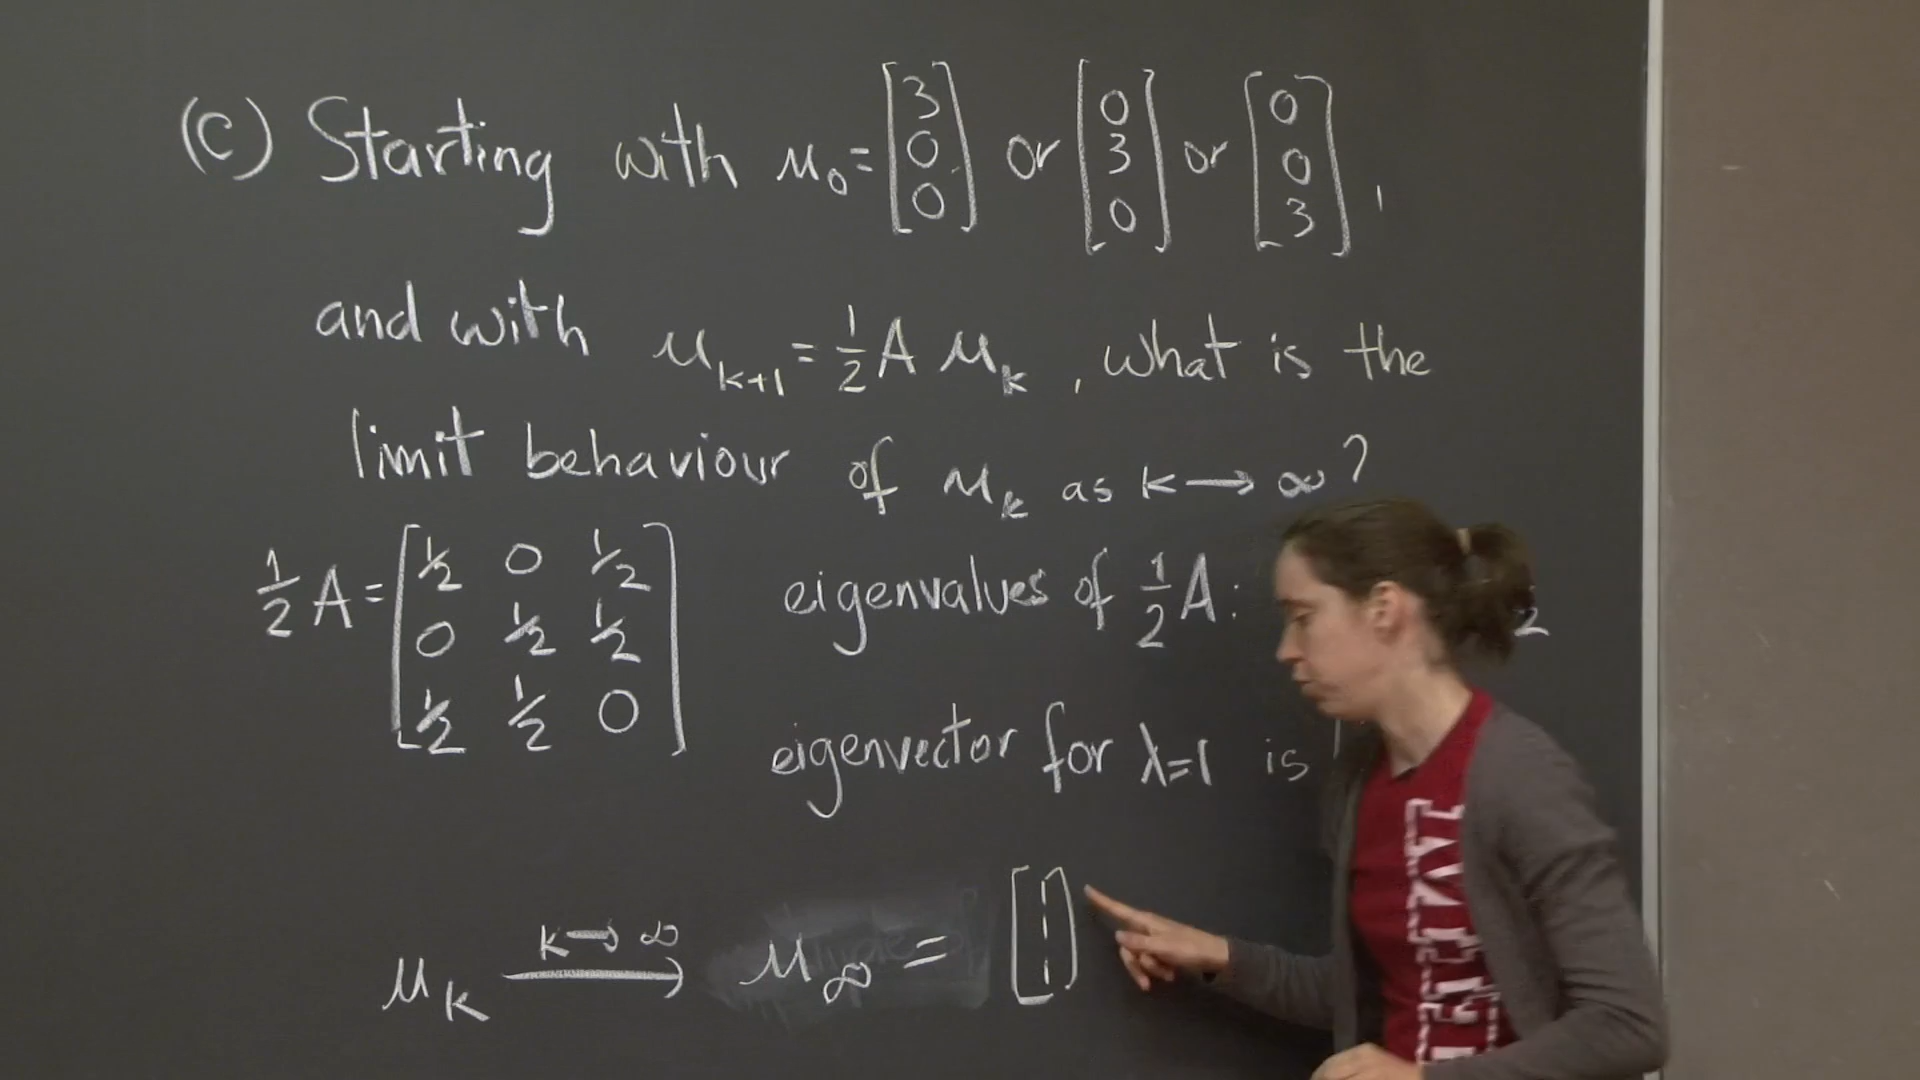 (c) Starting with u₀ = [3 0 0] or [0 3 0] or [0 0 3],
and with u_{k+1} = 1/2 A u_k, what is the
limit behaviour of u_k as k → ∞?
1/2 A = [1/2 0 1/2; 0 1/2 1/2; 1/2 1/2 0]
eigenvalues of 1/2 A:
eigenvector for λ=1 is
u_k k→∞ ⟶ u_∞ = [1 1 1]